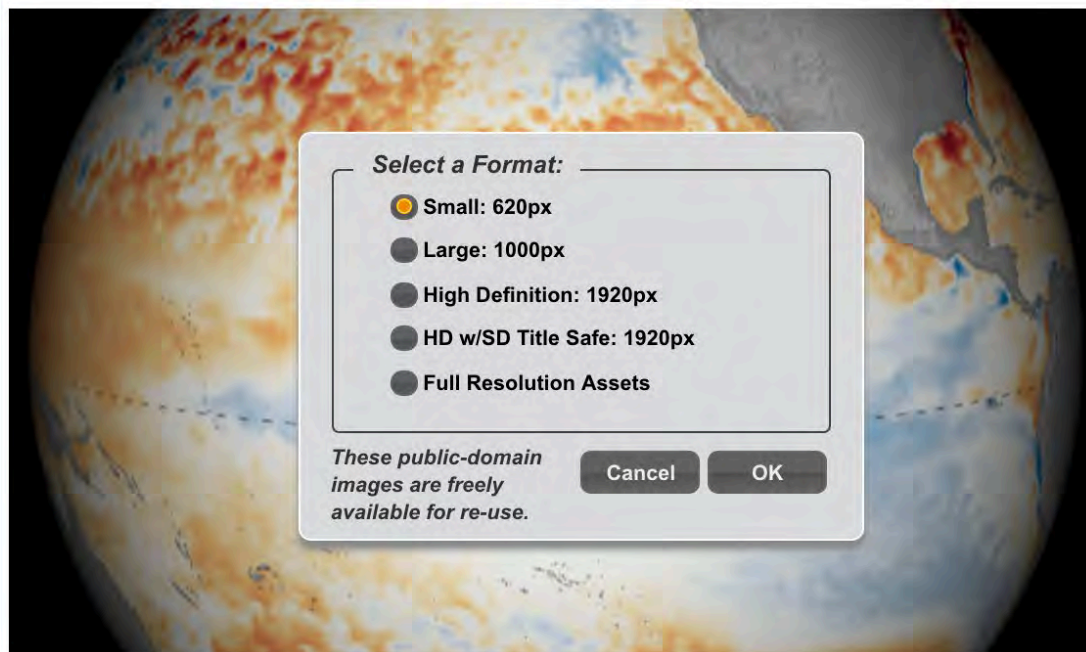 Select a Format:
Small: 620px
Large: 1000px
High Definition: 1920px
HD w/SD Title Safe: 1920px
Full Resolution Assets
These public-domain
images are freely
available for re-use.
Cancel
OK